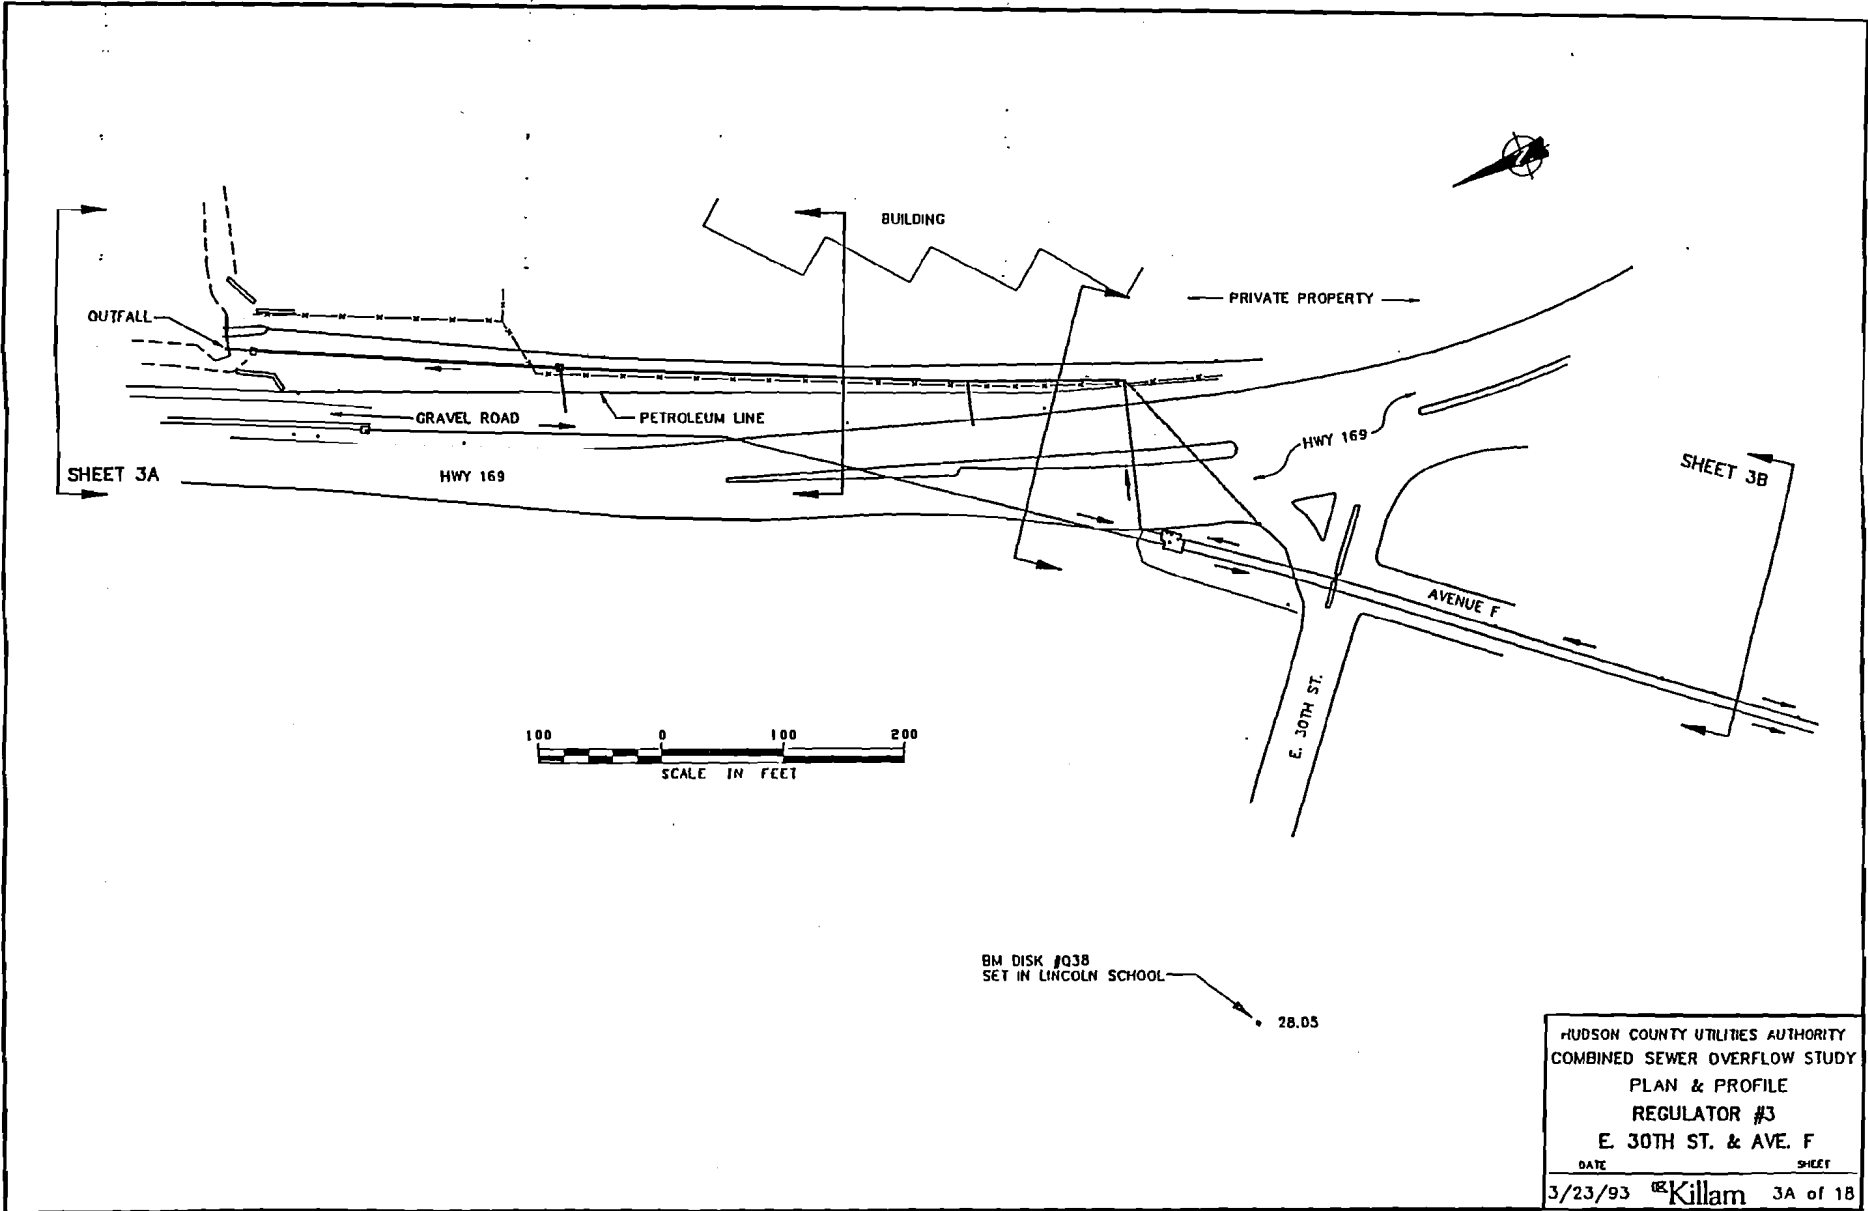 BUILDING
PRIVATE PROPERTY
OUTFALL
GRAVEL ROAD
PETROLEUM LINE
HWY 169
SHEET 3A
HWY 169
SHEET 3B
AVENUE F
E. 30TH ST.
100 0 100 200
SCALE IN FEET
BM DISK #Q38
SET IN LINCOLN SCHOOL
28.05
HUDSON COUNTY UTILITIES AUTHORITY
COMBINED SEWER OVERFLOW STUDY
PLAN & PROFILE
REGULATOR #3
E. 30TH ST. & AVE. F
DATE SHEET
3/23/93 Killam 3A of 18